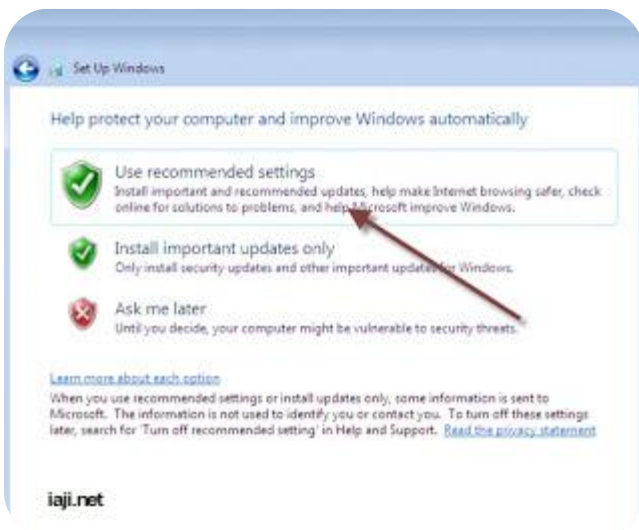 Set Up Windows
Help protect your computer and improve Windows automatically
Use recommended settings
Install important and recommended updates, help make Internet browsing safer, check
online for solutions to problems, and help Microsoft improve Windows.
Install important updates only
Only install security updates and other important updates for Windows.
Ask me later
Until you decide, your computer might be vulnerable to security threats.
Learn more about each option
When you use recommended settings or install updates only, some information is sent to
Microsoft. The information is not used to identify you or contact you. To turn off these settings
later, search for 'Turn off recommended setting' in Help and Support. Read the privacy statement
iaji.net